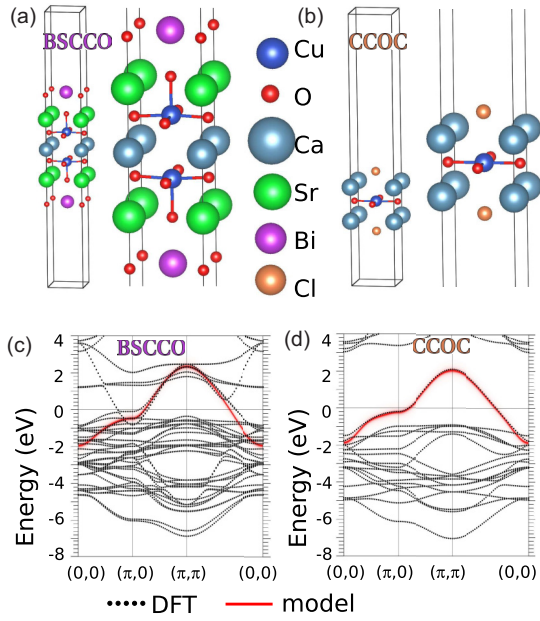 (a)
BSCCO
Cu
O
Ca
Sr
Bi
Cl
(b)
CCOC
(c)
BSCCO
Energy (eV)
4
2
0
-2
-4
-6
-8
(0,0) (π,0) (π,π) (0,0)
(d)
CCOC
Energy (eV)
4
2
0
-2
-4
-6
-8
(0,0) (π,0) (π,π) (0,0)
DFT model